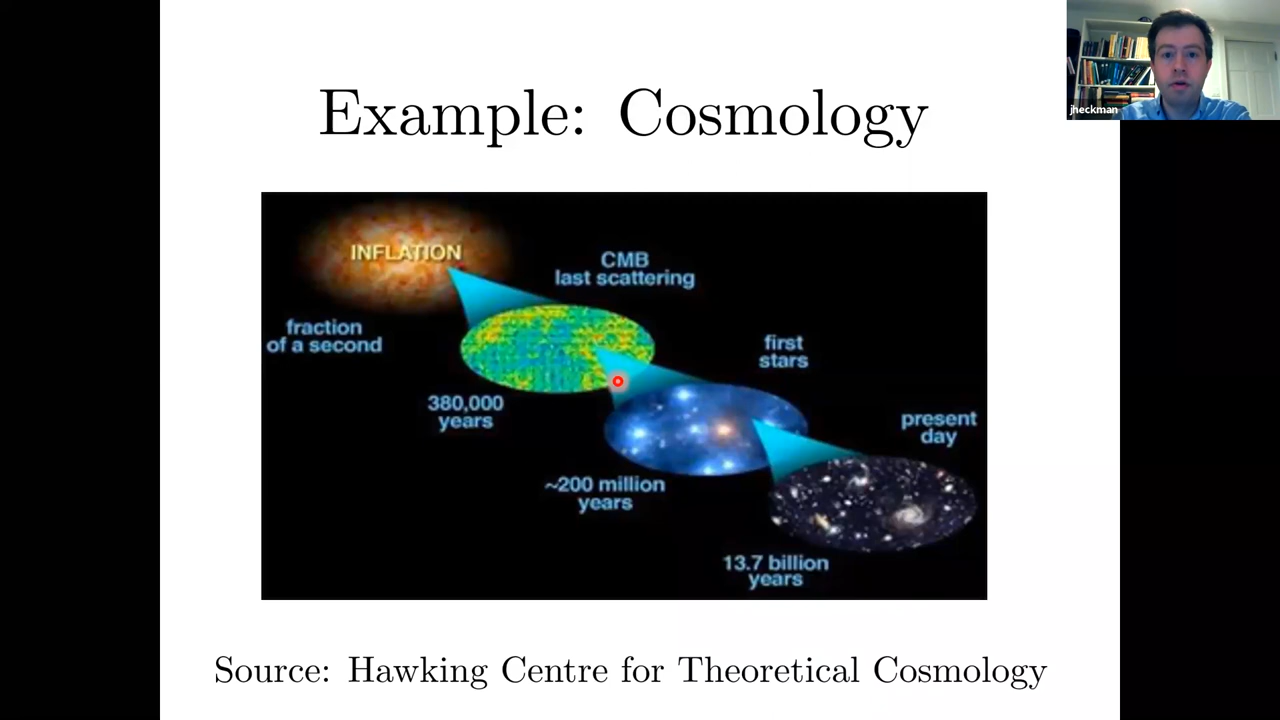 Example: Cosmology
jheckman
INFLATION
CMB
last scattering
fraction
of a second
first
stars
380,000
years
present
day
~200 million
years
13.7 billion
years
Source: Hawking Centre for Theoretical Cosmology